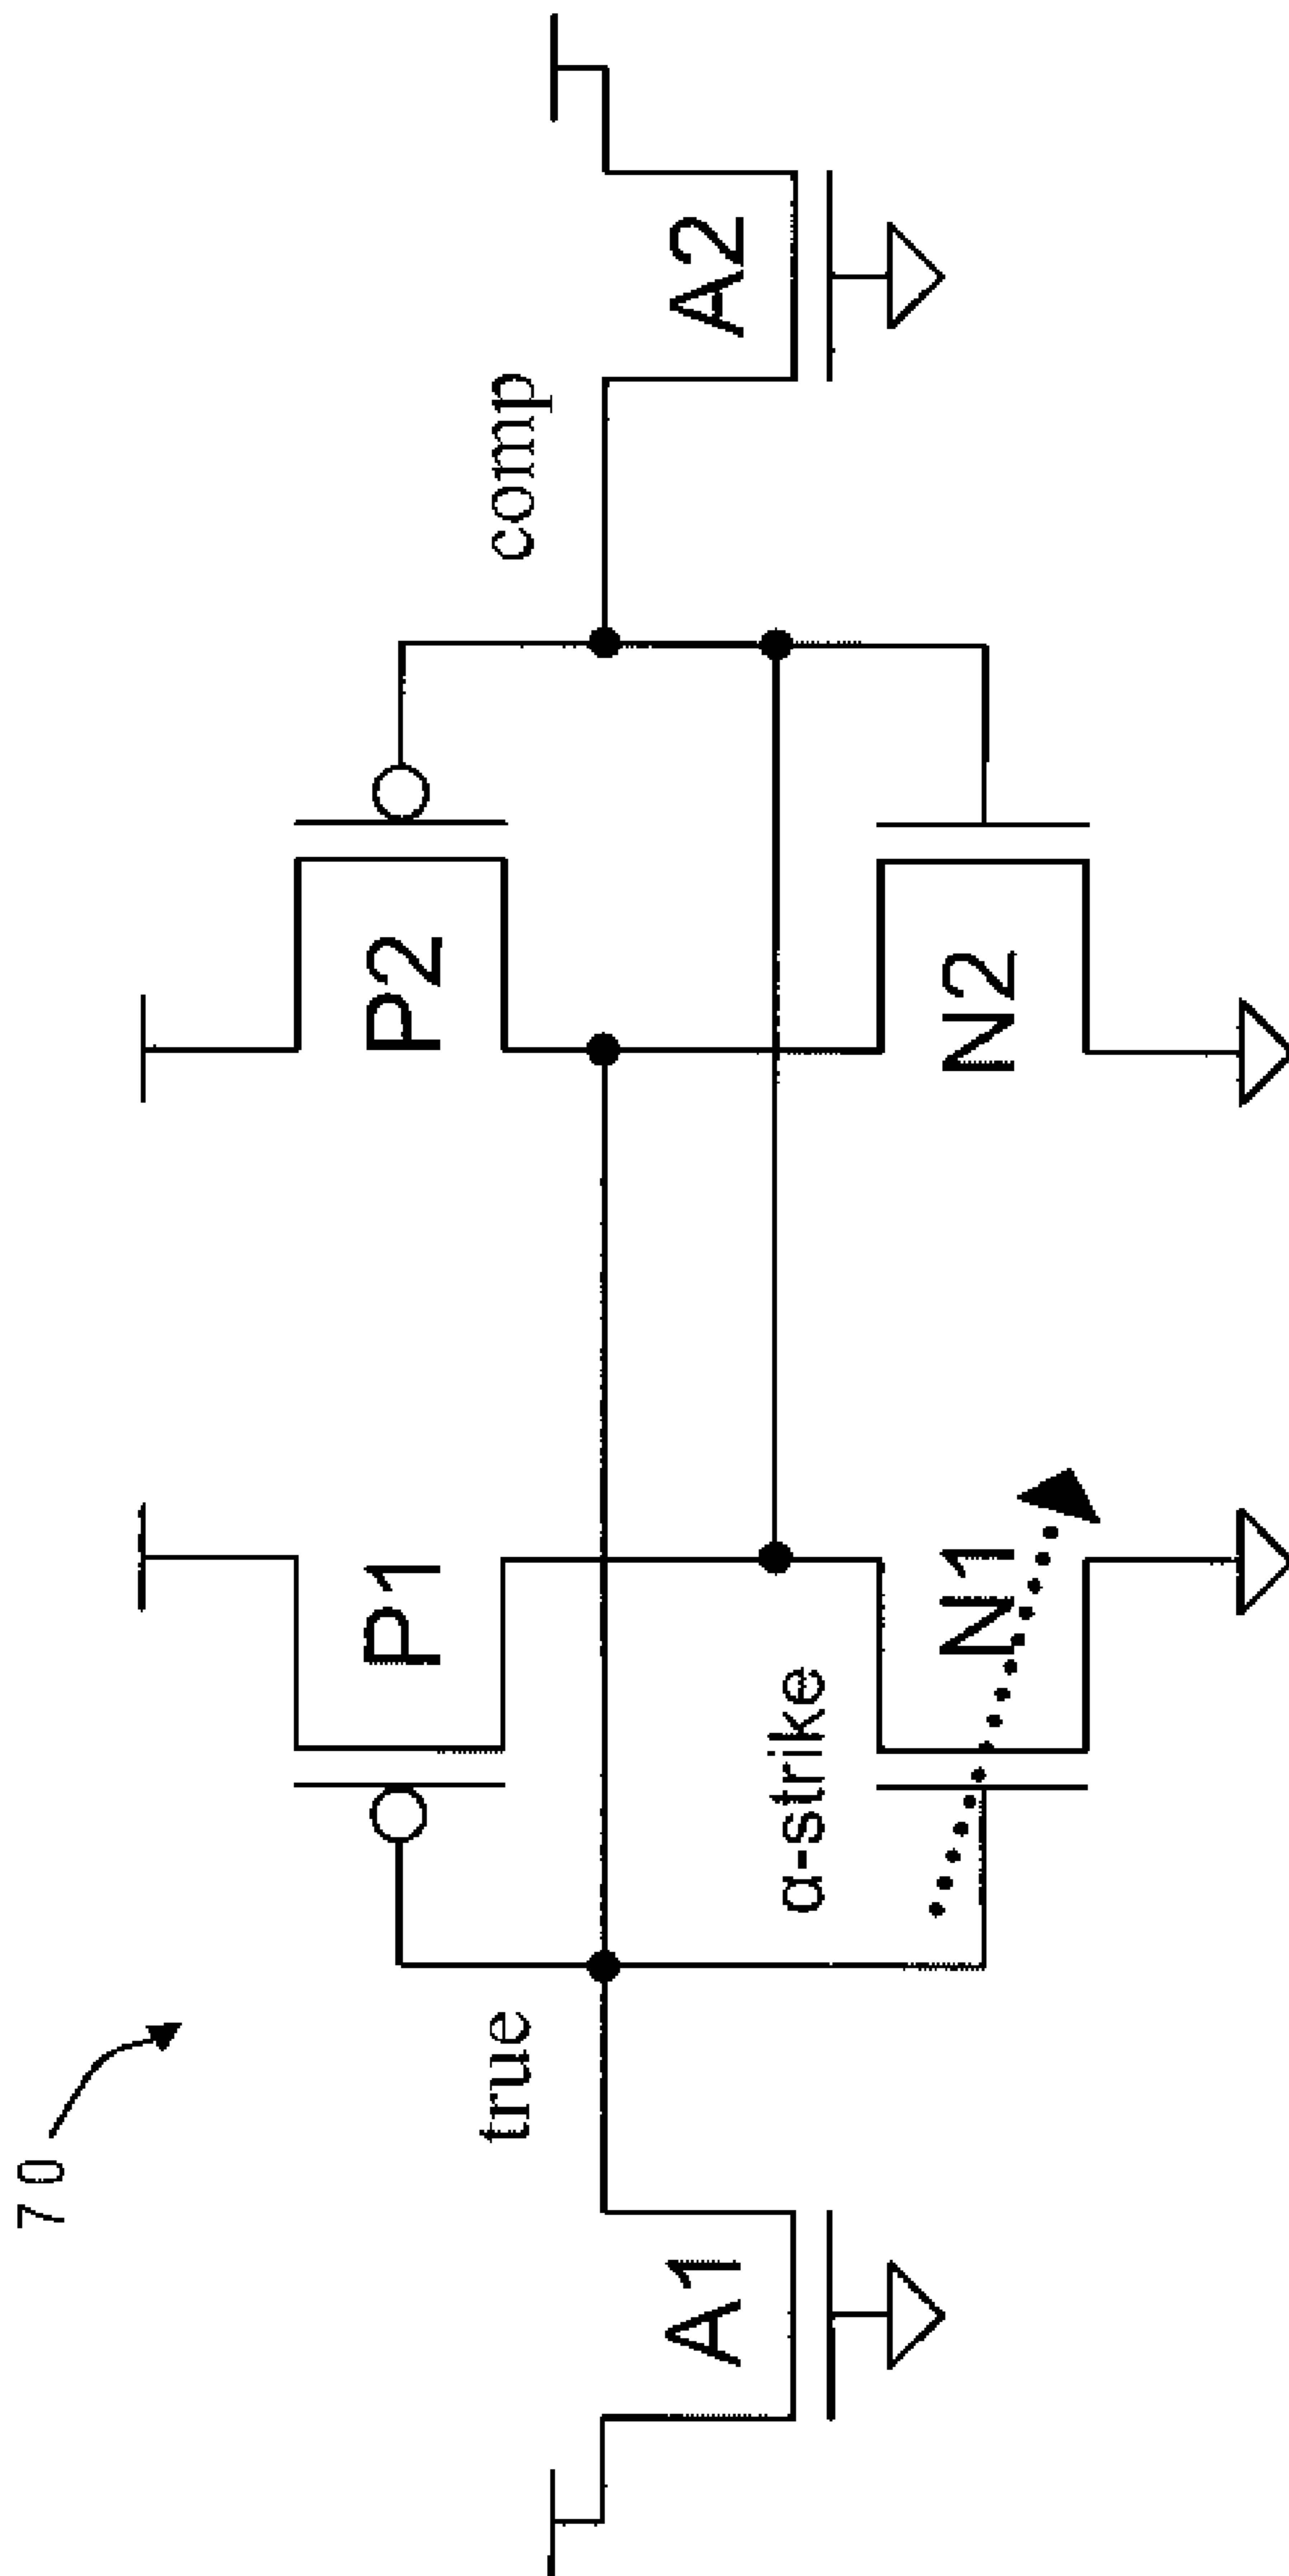 70
true
comp
A1
P1
P2
A2
α-strike
N1
N2